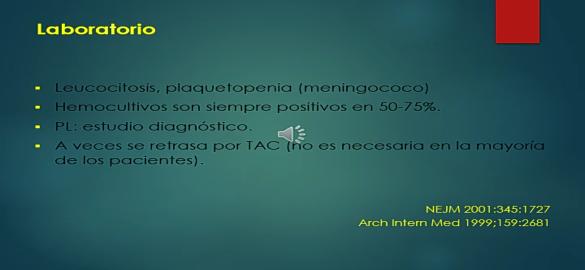 Laboratorio
Leucocitosis, plaquetopenia (meningococo)
Hemocultivos son siempre positivos en 50-75%.
PL: estudio diagnóstico.
A veces se retrasa por TAC (no es necesaria en la mayoría
de los pacientes).
NEJM 2001:345:1727
Arch Intern Med 1999;159:2681